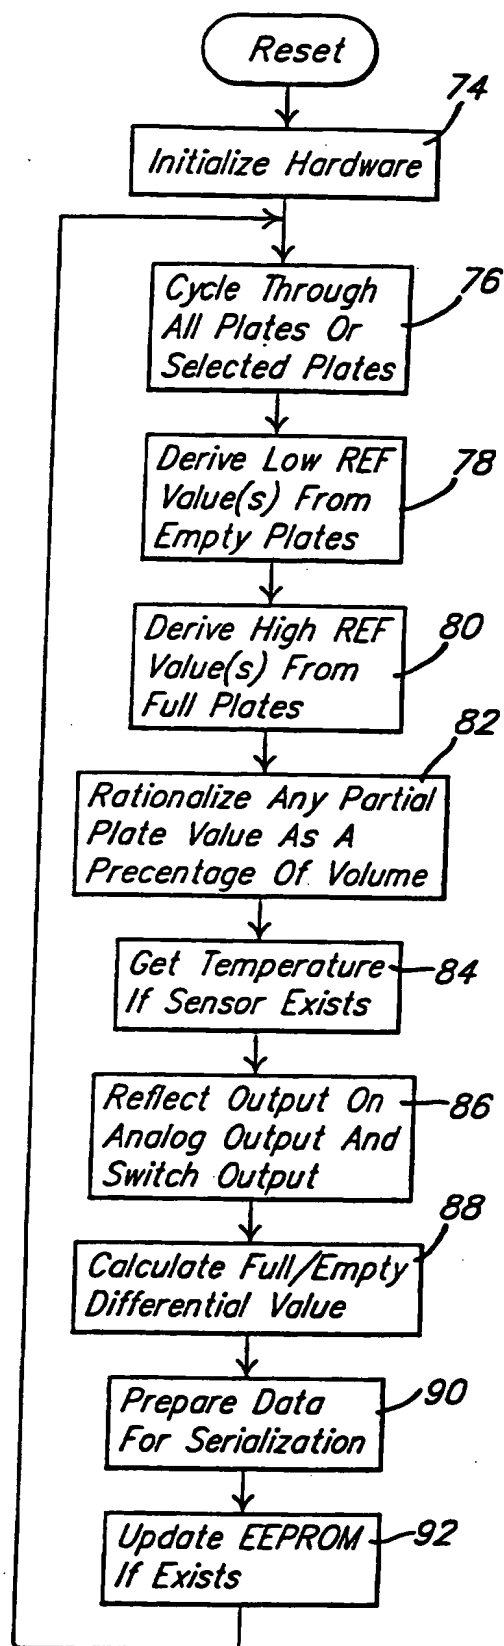 Reset
74
Initialize Hardware
76
Cycle Through
All Plates Or
Selected Plates
78
Derive Low REF
Value(s) From
Empty Plates
80
Derive High REF
Value(s) From
Full Plates
82
Rationalize Any Partial
Plate Value As A
Precentage Of Volume
Get Temperature 84
If Sensor Exists
Reflect Output On 86
Analog Output And
Switch Output
88
Calculate Full/Empty
Differential Value
Prepare Data 90
For Serialization
Update EEPROM 92
If Exists